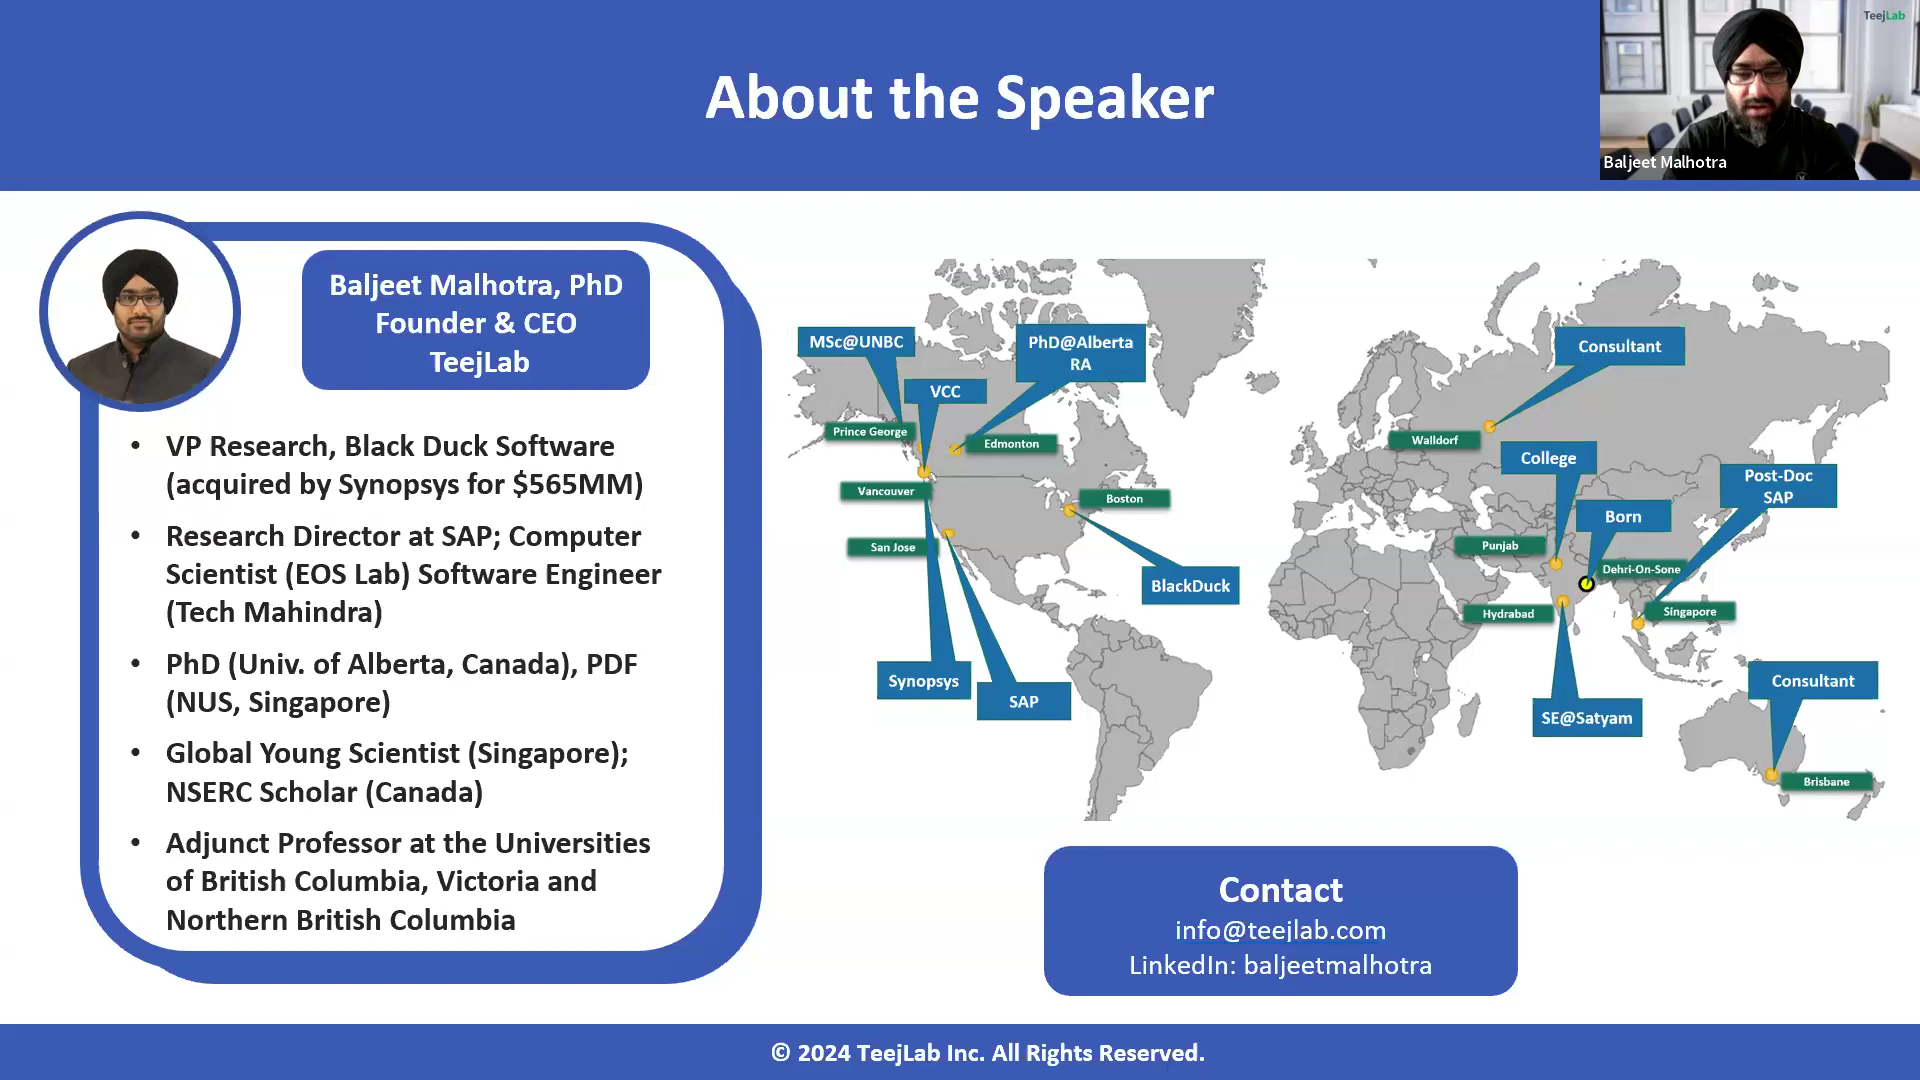 About the Speaker
TeejLab
Baljeet Malhotra
Baljeet Malhotra, PhD
Founder & CEO
TeejLab
• VP Research, Black Duck Software
(acquired by Synopsys for $565MM)
• Research Director at SAP; Computer
Scientist (EOS Lab) Software Engineer
(Tech Mahindra)
• PhD (Univ. of Alberta, Canada), PDF
(NUS, Singapore)
• Global Young Scientist (Singapore);
NSERC Scholar (Canada)
• Adjunct Professor at the Universities
of British Columbia, Victoria and
Northern British Columbia
MSc@UNBC
PhD@Alberta
RA
VCC
Prince George
Edmonton
Vancouver
Boston
San Jose
BlackDuck
Synopsys
SAP
Consultant
Walldorf
College
Post-Doc
SAP
Born
Punjab
Dehri-On-Sone
Hydrabad
Singapore
SE@Satyam
Consultant
Brisbane
Contact
info@teejlab.com
LinkedIn: baljeetmalhotra
© 2024 TeejLab Inc. All Rights Reserved.